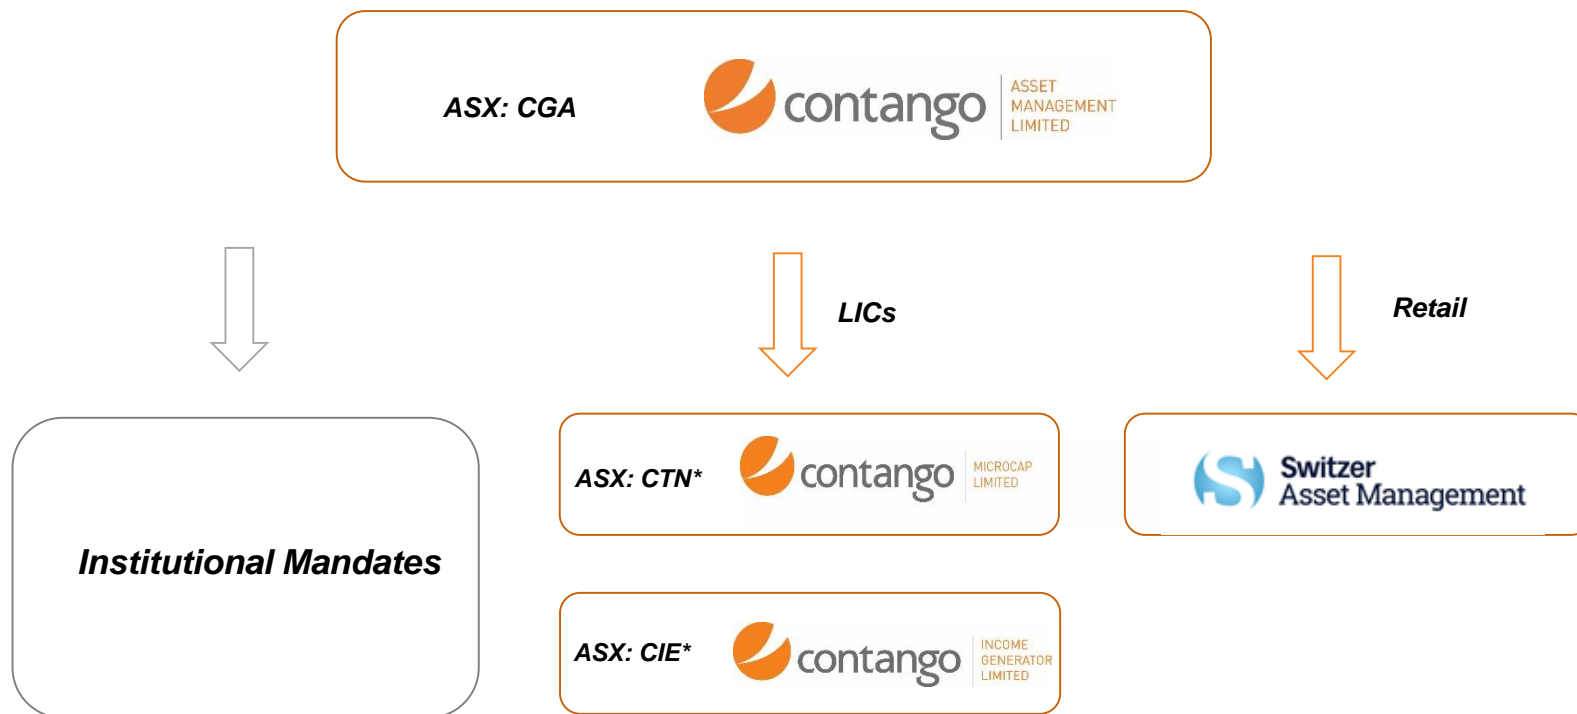 ASX: CGA
contango
ASSET
MANAGEMENT
LIMITED
LICs
Retail
Institutional Mandates
ASX: CTN*
contango
MICROCAP
LIMITED
Switzer
Asset Management
ASX: CIE*
contango
INCOME
GENERATOR
LIMITED